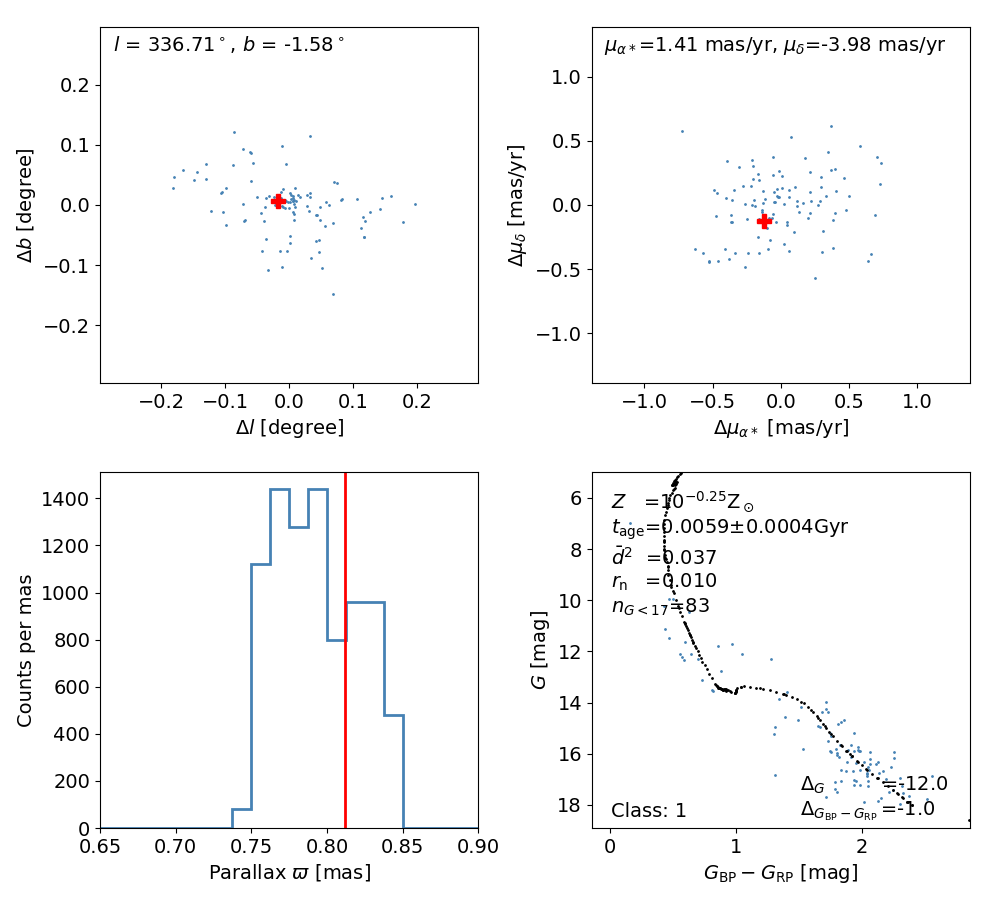 l = 336.71°, b = -1.58°
0.2
0.1
0.0
−0.1
−0.2
Δb [degree]
−0.2 −0.1 0.0 0.1 0.2
Δl [degree]
μα*=1.41 mas/yr, μδ=-3.98 mas/yr
1.0
0.5
0.0
−0.5
−1.0
Δμδ [mas/yr]
−1.0 −0.5 0.0 0.5 1.0
Δμα* [mas/yr]
1400
1200
1000
800
600
400
200
0
Counts per mas
0.65 0.70 0.75 0.80 0.85 0.90
Parallax ϖ [mas]
6
8
10
12
14
16
18
G [mag]
Z =10^−0.25 Z⊙
tage=0.0059±0.0004Gyr
d̄² =0.037
rn =0.010
nG<17=83
ΔG =-12.0
Class: 1
ΔGBP−GRP =-1.0
0 1 2
GBP − GRP [mag]